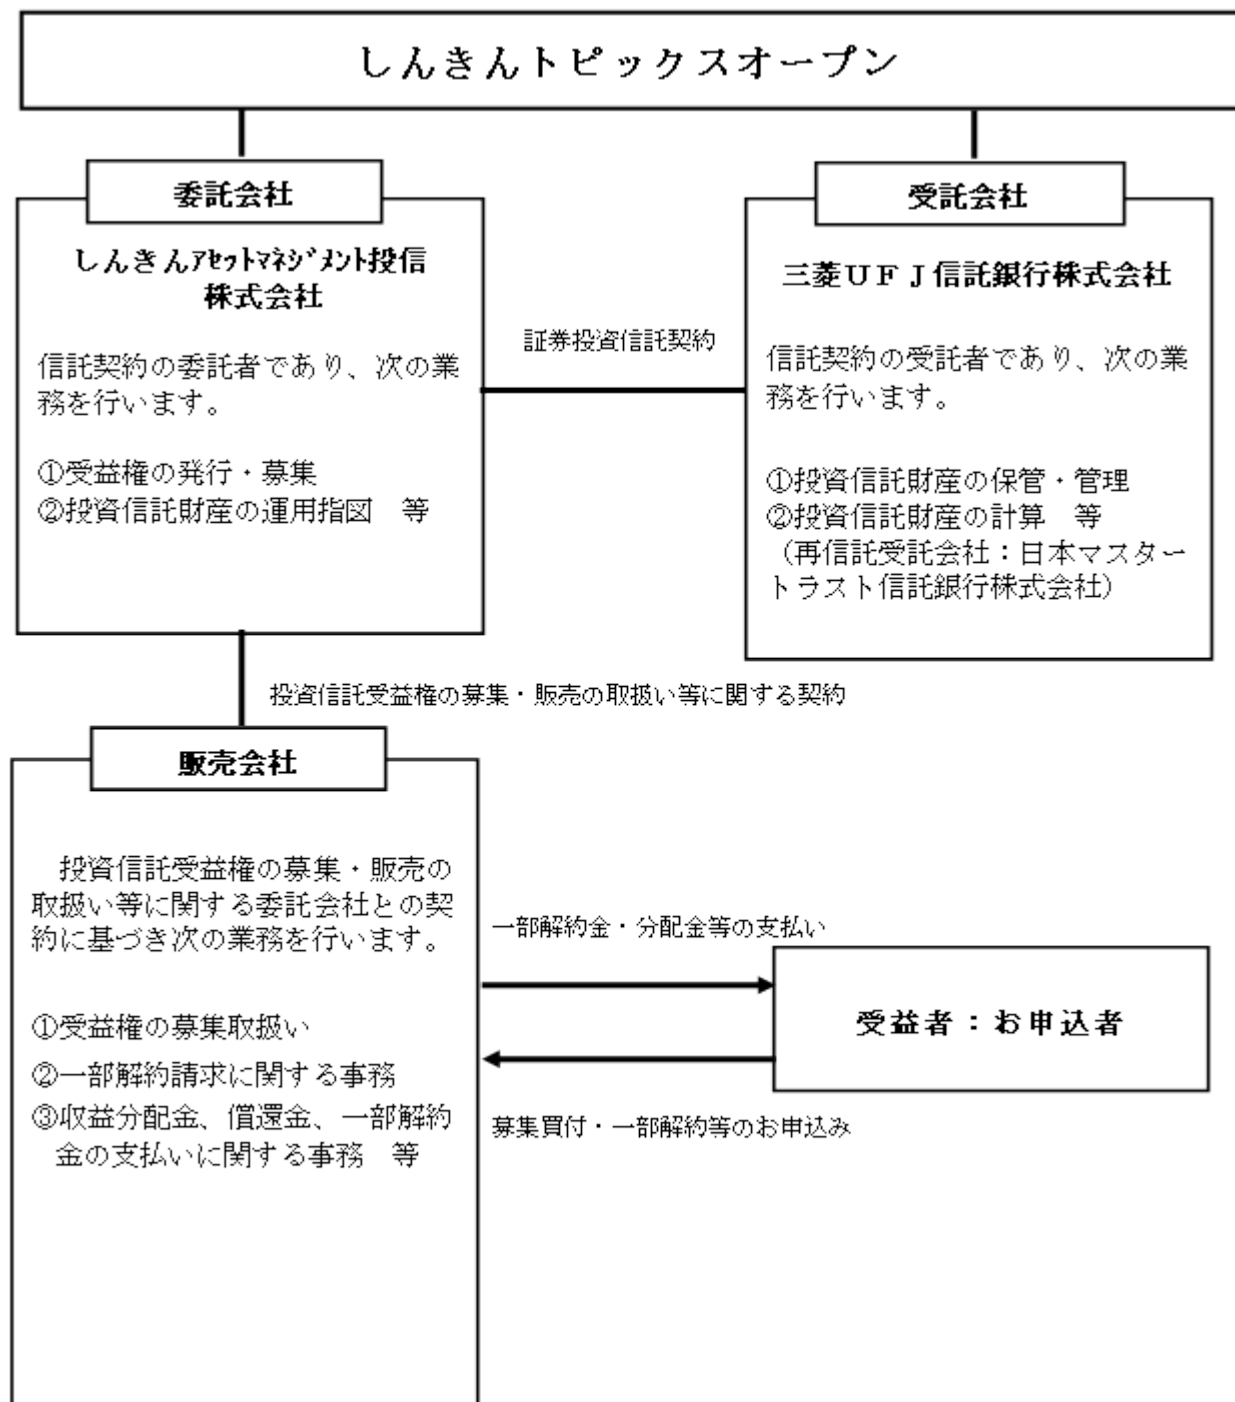 しんきんトピックスオープン
委託会社
しんきんｱｾｯﾄﾏﾈｼﾞﾒﾝﾄ投信
株式会社
信託契約の委託者であり、次の業
務を行います。
①受益権の発行・募集
②投資信託財産の運用指図　等
証券投資信託契約
受託会社
三菱ＵＦＪ信託銀行株式会社
信託契約の受託者であり、次の業
務を行います。
①投資信託財産の保管・管理
②投資信託財産の計算　等
（再信託受託会社：日本マスター
トラスト信託銀行株式会社）
投資信託受益権の募集・販売の取扱い等に関する契約
販売会社
　投資信託受益権の募集・販売の
取扱い等に関する委託会社との契
約に基づき次の業務を行います。
①受益権の募集取扱い
②一部解約請求に関する事務
③収益分配金、償還金、一部解約
金の支払いに関する事務　等
一部解約金・分配金等の支払い
受益者：お申込者
募集買付・一部解約等のお申込み